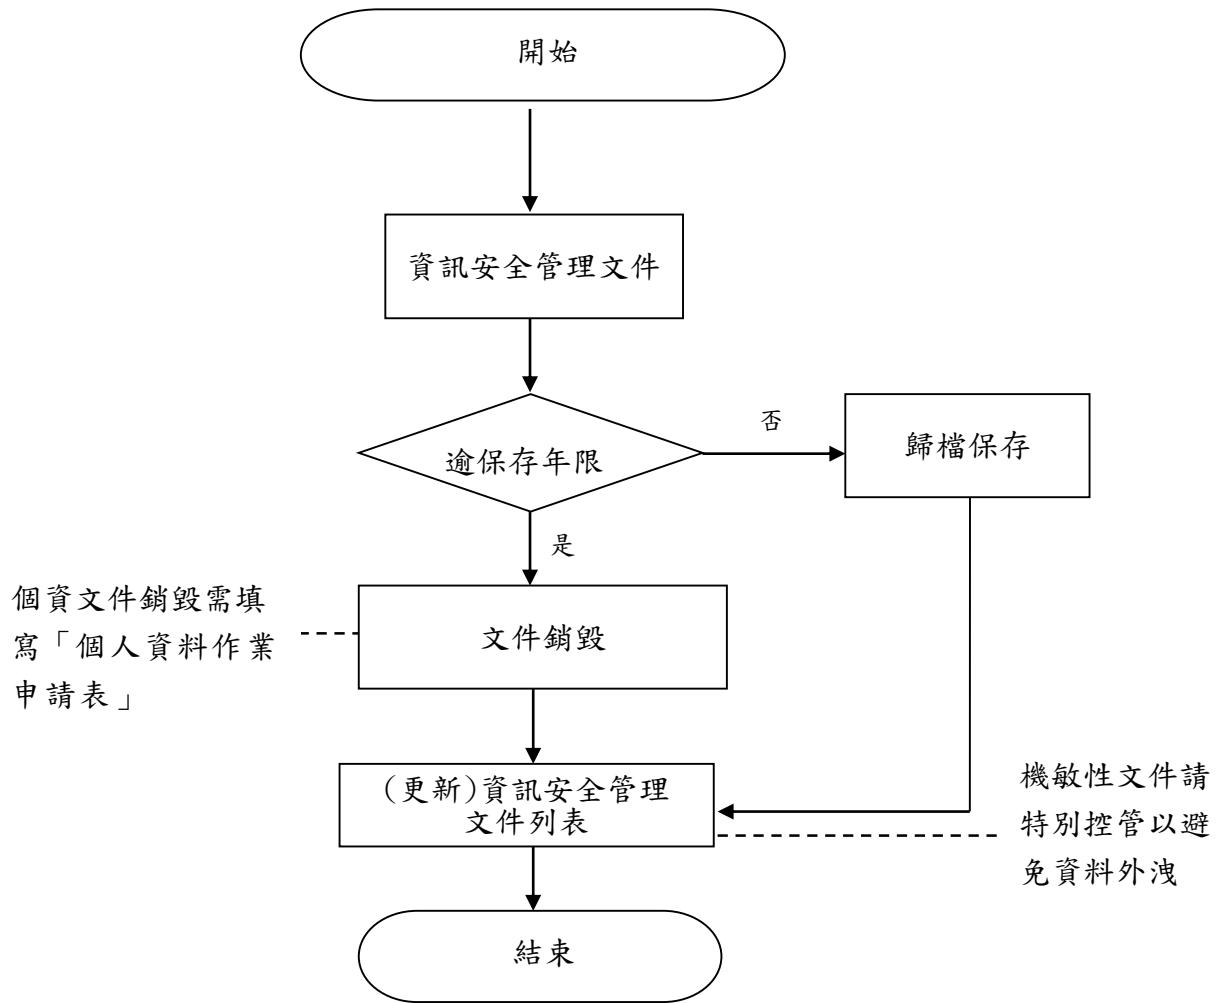 開始
資訊安全管理文件
逾保存年限
否
歸檔保存
是
個資文件銷毀需填
寫「個人資料作業
申請表」
文件銷毀
(更新)資訊安全管理
文件列表
機敏性文件請
特別控管以避
免資料外洩
結束